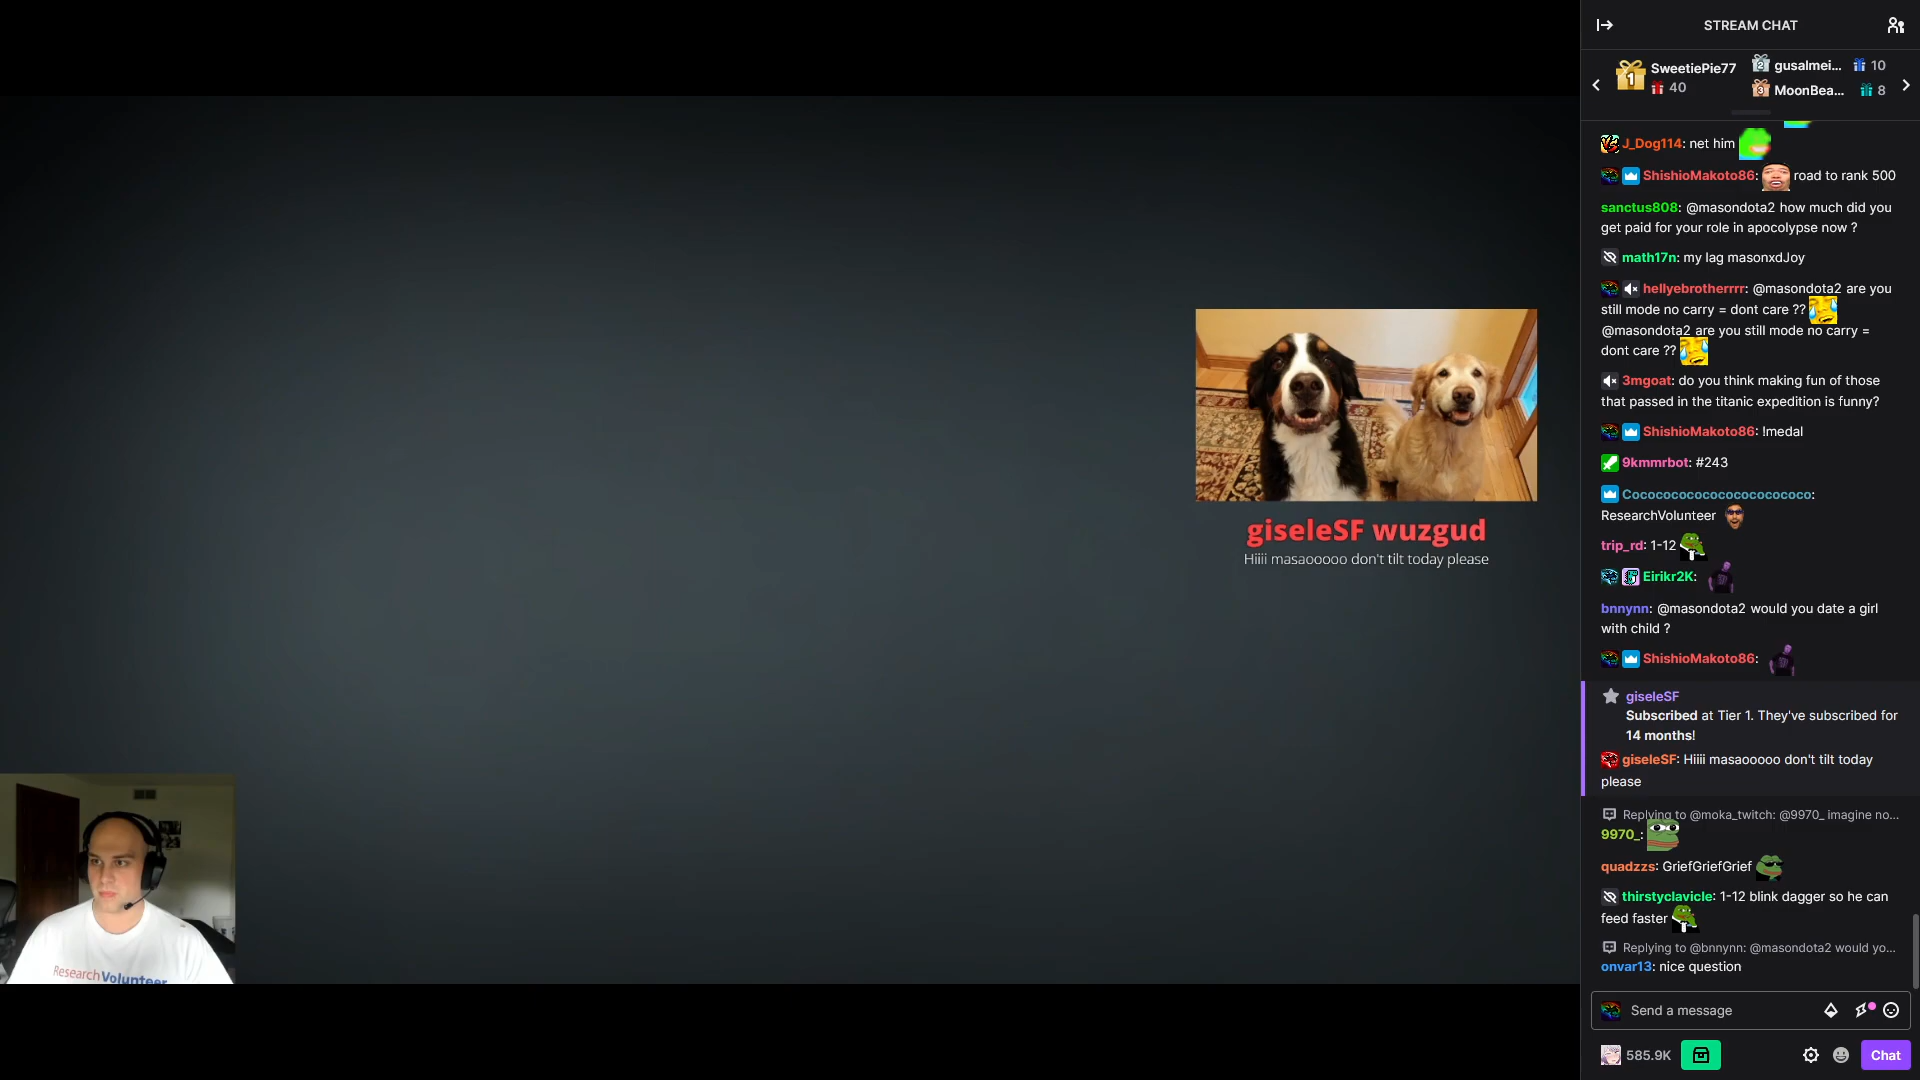 STREAM CHAT
1 SweetiePie77
40
2 gusalmei... 10
3 MoonBea... 8
J_Dog114: net him
ShishioMakoto86: road to rank 500
sanctus808: @masondota2 how much did you
get paid for your role in apocolypse now ?
math17n: my lag masonxdJoy
hellyebrotherrrr: @masondota2 are you
still mode no carry = dont care ??
@masondota2 are you still mode no carry =
dont care ??
3mgoat: do you think making fun of those
that passed in the titanic expedition is funny?
ShishioMakoto86: !medal
9kmmrbot: #243
Cocococococococococococo:
ResearchVolunteer
trip_rd: 1-12
Eirikr2K:
bnnynn: @masondota2 would you date a girl
with child ?
ShishioMakoto86:
giseleSF
Subscribed at Tier 1. They've subscribed for
14 months!
giseleSF: Hiiii masaooooo don't tilt today
please
Replying to @moka_twitch: @9970_ imagine no...
9970_:
quadzzs: GriefGriefGrief
thirstyclavicle: 1-12 blink dagger so he can
feed faster
Replying to @bnnynn: @masondota2 would yo...
onvar13: nice question
Send a message
585.9K
Chat
giseleSF wuzgud
Hiiii masaooooo don't tilt today please
ResearchVolunteer